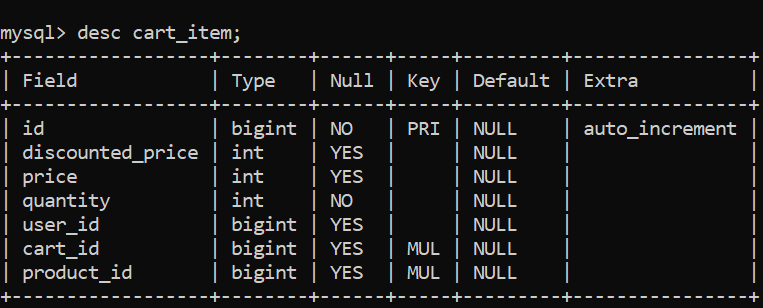 mysql> desc cart_item;
+------------------+--------+------+-----+---------+----------------+
| Field            | Type   | Null | Key | Default | Extra          |
+------------------+--------+------+-----+---------+----------------+
| id               | bigint | NO   | PRI | NULL    | auto_increment |
| discounted_price | int    | YES  |     | NULL    |                |
| price            | int    | YES  |     | NULL    |                |
| quantity         | int    | NO   |     | NULL    |                |
| user_id          | bigint | YES  |     | NULL    |                |
| cart_id          | bigint | YES  | MUL | NULL    |                |
| product_id       | bigint | YES  | MUL | NULL    |                |
+------------------+--------+------+-----+---------+----------------+